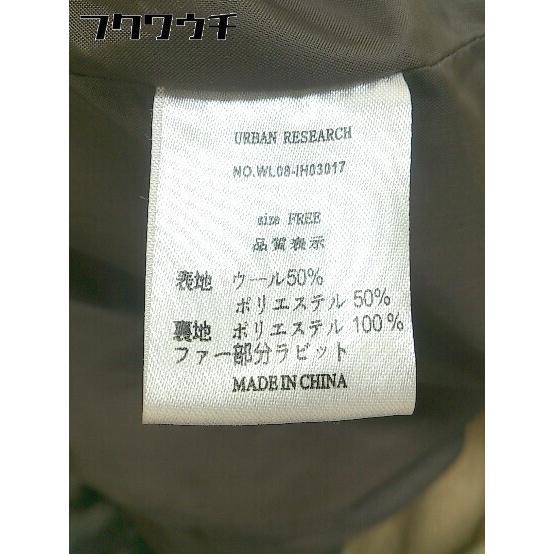 フクワウチ
URBAN RESEARCH
NO.WL08-IH03017
size FREE
品質表示
表地 ウール50%
ポリエステル 50%
裏地 ポリエステル 100%
ファー部分ラビット
MADE IN CHINA